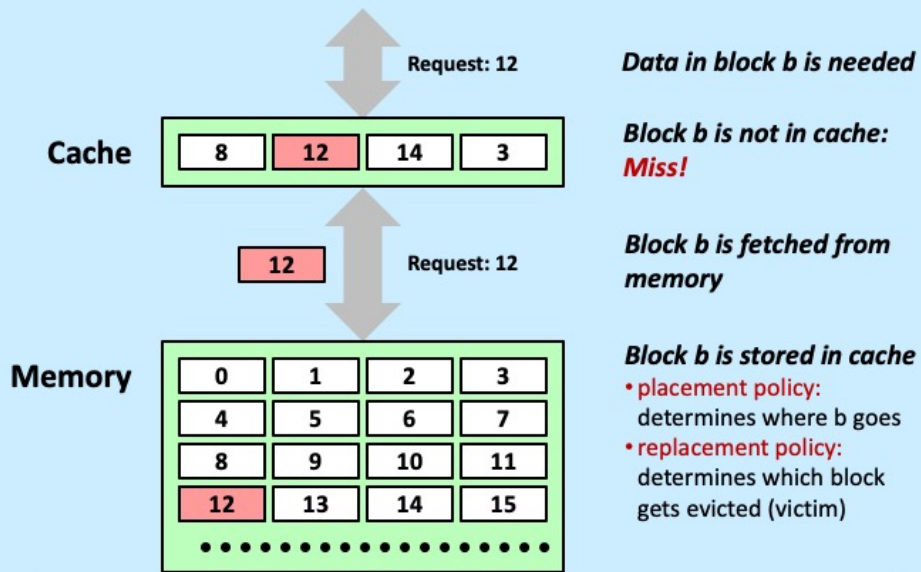 Request: 12
Data in block b is needed
Cache
8 12 14 3
Block b is not in cache:
Miss!
12
Request: 12
Block b is fetched from
memory
Memory
0 1 2 3
4 5 6 7
8 9 10 11
12 13 14 15
Block b is stored in cache
•placement policy:
determines where b goes
•replacement policy:
determines which block
gets evicted (victim)